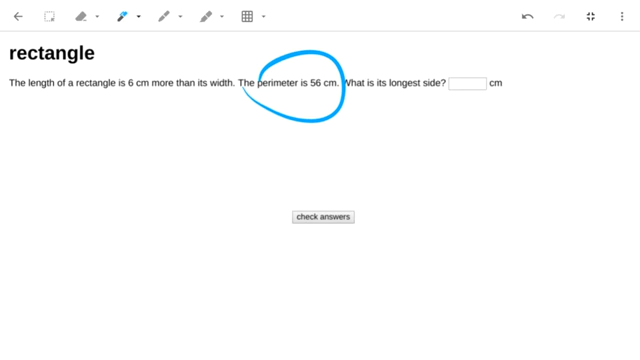 rectangle
The length of a rectangle is 6 cm more than its width. The perimeter is 56 cm. What is its longest side? cm
check answers